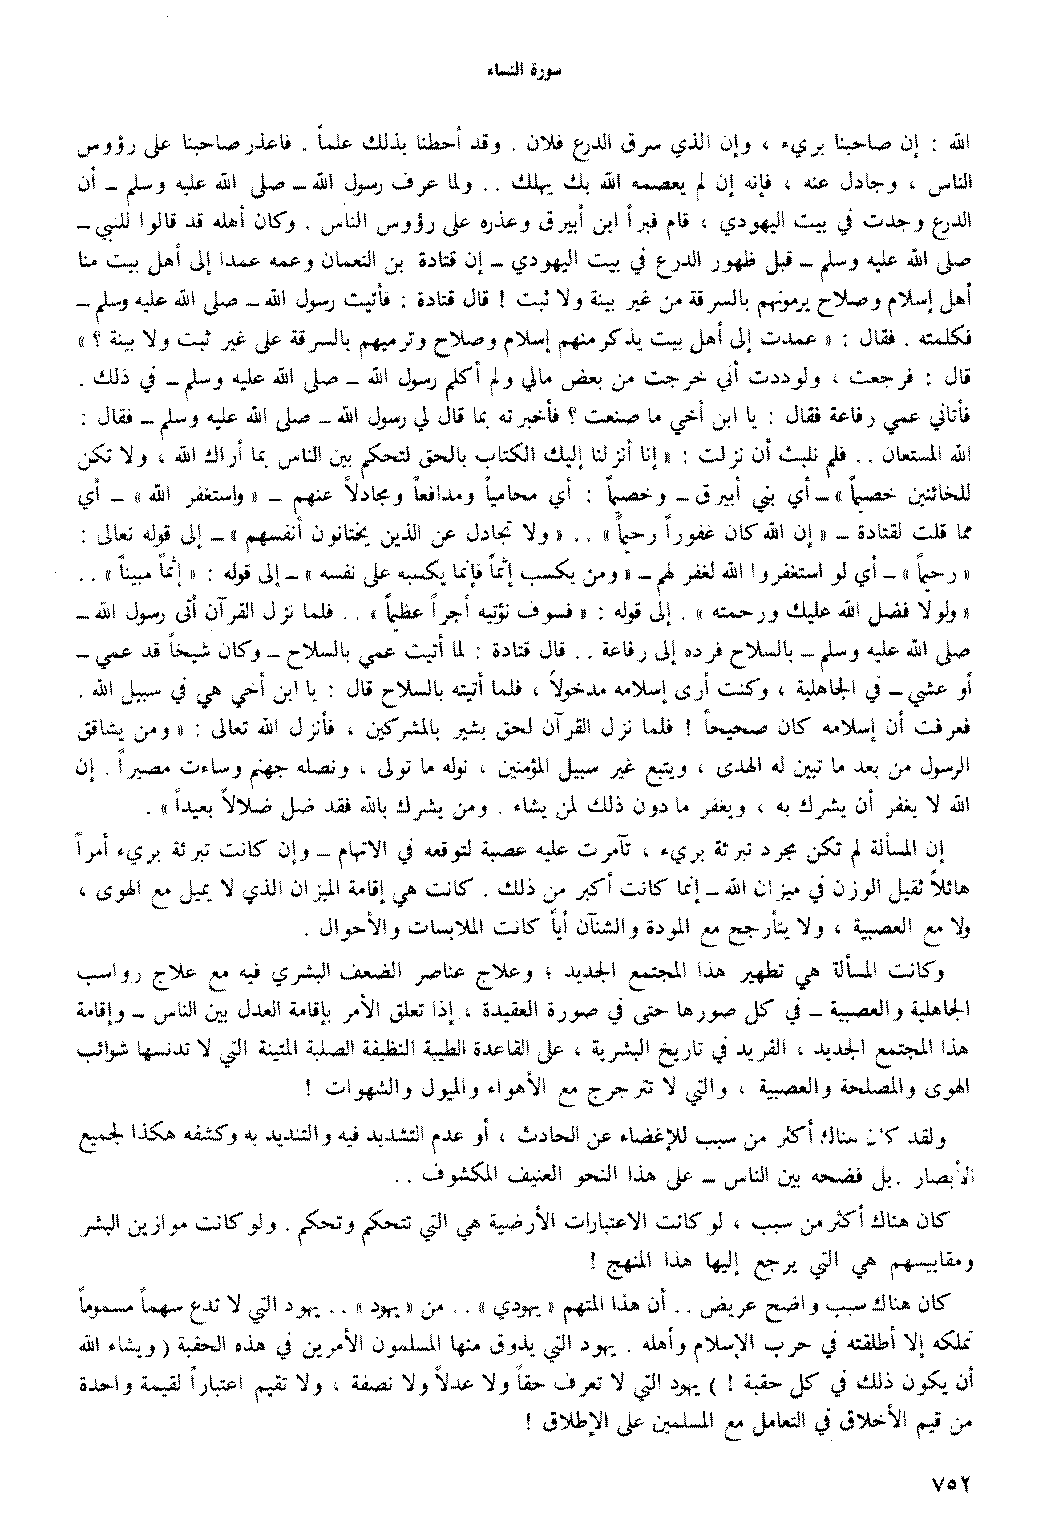 سورة النساء
الله : إن صاحبنا بريء ، وإن الذي سرق الدرع فلان . وقد أحطنا بذلك علماً . فاعذر صاحبنا على رؤوس
الناس ، وجادل عنه ، فإنه إن لم يعصمه الله بك يهلك .. ولما عرف رسول الله – صلى الله عليه وسلم – أن
الدرع وجدت في بيت اليهودي ، قام فبرأ ابن أبيرق وعذره على رؤوس الناس . وكان أهله قد قالوا للنبي –
صلى الله عليه وسلم – قبل ظهور الدرع في بيت اليهودي – إن قتادة بن النعمان وعمه عمدا إلى أهل بيت منا
أهل إسلام وصلاح يرمونهم بالسرقة من غير بينة ولا ثبت ! قال قتادة : فأتيت رسول الله – صلى الله عليه وسلم –
فكلمته . فقال : « عمدت إلى أهل بيت يذكر منهم إسلام وصلاح وترميهم بالسرقة على غير ثبت ولا بينة ؟ »
قال : فرجعت ، ولوددت أني خرجت من بعض مالي ولم أكلم رسول الله – صلى الله عليه وسلم – في ذلك .
فأتاني عمي رفاعة فقال : يا ابن أخي ما صنعت ؟ فأخبرته بما قال لي رسول الله – صلى الله عليه وسلم – فقال :
الله المستعان .. فلم نلبث أن نزلت : « إنا أنزلنا إليك الكتاب بالحق لتحكم بين الناس بما أراك الله ، ولا تكن
للخائنين خصيماً » – أي بني أبيرق – وخصيماً : أي محامياً ومدافعاً ومجادلاً عنهم – « واستغفر الله » – أي
مما قلت لقتادة – « إن الله كان غفوراً رحيماً » .. « ولا تجادل عن الذين يختانون أنفسهم » – إلى قوله تعالى :
« رحيماً » – أي لو استغفروا الله لغفر لهم – « ومن يكسب إثماً فإنما يكسبه على نفسه » – إلى قوله : « إثماً مبيناً » ..
« ولولا فضل الله عليك ورحمته » . إلى قوله : « فسوف نؤتيه أجراً عظيماً » .. فلما نزل القرآن أتى رسول الله –
صلى الله عليه وسلم – بالسلاح فرده إلى رفاعة .. قال قتادة : لما أتيت عمي بالسلاح – وكان شيخاً قد عمي –
أو عشي – في الجاهلية ، وكنت أرى إسلامه مدخولاً ، فلما أتيته بالسلاح قال : يا ابن أخي هي في سبيل الله .
فعرفت أن إسلامه كان صحيحاً ! فلما نزل القرآن لحق بشير بالمشركين ، فأنزل الله تعالى : « ومن يشاقق
الرسول من بعد ما تبين له الهدى ، ويتبع غير سبيل المؤمنين ، نوله ما تولى ، ونصله جهنم وساءت مصيراً . إن
الله لا يغفر أن يشرك به ، ويغفر ما دون ذلك لمن يشاء . ومن يشرك بالله فقد ضل ضلالاً بعيداً » .
إن المسألة لم تكن مجرد تبرئة بريء ، تآمرت عليه عصبة لتوقعه في الاتهام – وإن كانت تبرئة بريء أمراً
هائلاً ثقيل الوزن في ميزان الله – إنما كانت أكبر من ذلك . كانت هي إقامة الميزان الذي لا يميل مع الهوى ،
ولا مع العصبية ، ولا يتأرجح مع المودة والشنآن أياً كانت الملابسات والأحوال .
وكانت المسألة هي تطهير هذا المجتمع الجديد ؛ وعلاج عناصر الضعف البشري فيه مع علاج رواسب
الجاهلية والعصبية – في كل صورها حتى في صورة العقيدة ، إذا تعلق الأمر بإقامة العدل بين الناس – وإقامة
هذا المجتمع الجديد ، الفريد في تاريخ البشرية ، على القاعدة الطيبة النظيفة الصلبة المتينة التي لا تدنسها شوائب
الهوى والمصلحة والعصبية ، والتي لا تترجرج مع الأهواء والميول والشهوات !
ولقد كان هناك أكثر من سبب للإغضاء عن الحادث ، أو عدم التشديد فيه والتنديد به وكشفه هكذا لجميع
الأبصار . بل فضحه بين الناس – على هذا النحو العنيف المكشوف ..
كان هناك أكثر من سبب ، لو كانت الاعتبارات الأرضية هي التي تتحكم وتحكم . ولو كانت موازين البشر
ومقاييسهم هي التي يرجع إليها هذا المنهج !
كان هناك سبب واضح عريض .. أن هذا المتهم « يهودي » .. من « يهود » .. يهود التي لا تدع سهماً مسموماً
تملكه إلا أطلقته في حرب الإسلام وأهله . يهود التي يذوق منها المسلمون الأمرين في هذه الحقبة ( ويشاء الله
أن يكون ذلك في كل حقبة ! ) يهود التي لا تعرف حقاً ولا عدلاً ولا نصفة ، ولا تقيم اعتباراً لقيمة واحدة
من قيم الأخلاق في التعامل مع المسلمين على الإطلاق !
٧٥٢